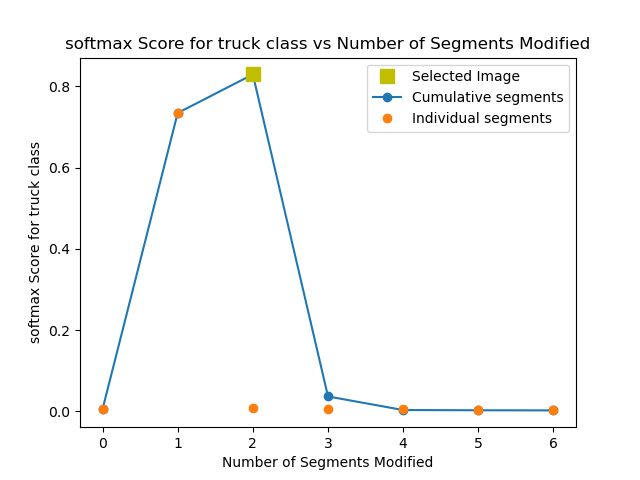 softmax Score for truck class vs Number of Segments Modified
Selected Image
Cumulative segments
Individual segments
softmax Score for truck class
0.8
0.6
0.4
0.2
0.0
0 1 2 3 4 5 6
Number of Segments Modified